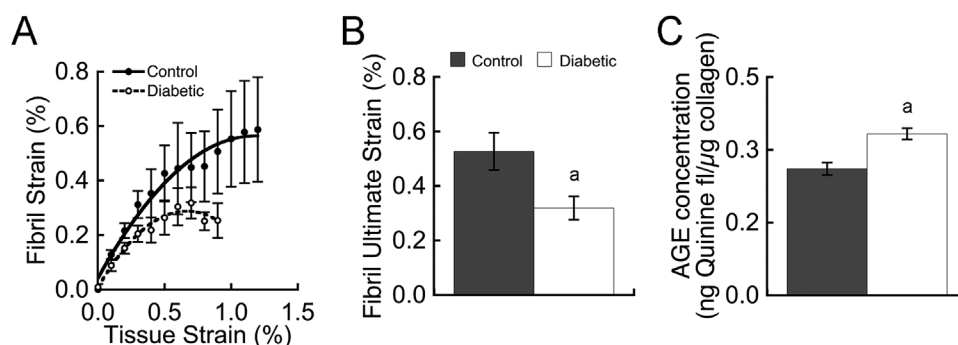 A
Fibril Strain (%)
0.8
0.6
0.4
0.2
0.0
Control
Diabetic
0.0
0.5
1.0
1.5
Tissue Strain (%)
B
Fibril Ultimate Strain (%)
0.8
0.6
0.4
0.2
0.0
Control
Diabetic
a
C
AGE concentration
(ng Quinine fl/µg collagen)
0.5
0.3
0.2
0.0
a